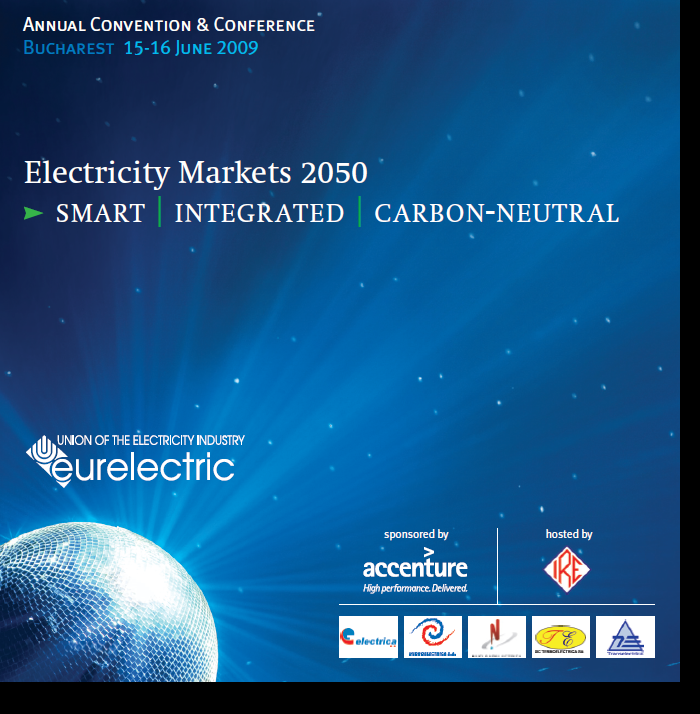 ANNUAL CONVENTION & CONFERENCE
BUCHAREST 15-16 JUNE 2009
Electricity Markets 2050
SMART | INTEGRATED | CARBON-NEUTRAL
UNION OF THE ELECTRICITY INDUSTRY
eurelectric
sponsored by
accenture
High performance. Delivered.
hosted by
IRE
electrica
HIDROELECTRICA S.A.
N
TE
SC TERMOELECTRICA SA
Transelectrica